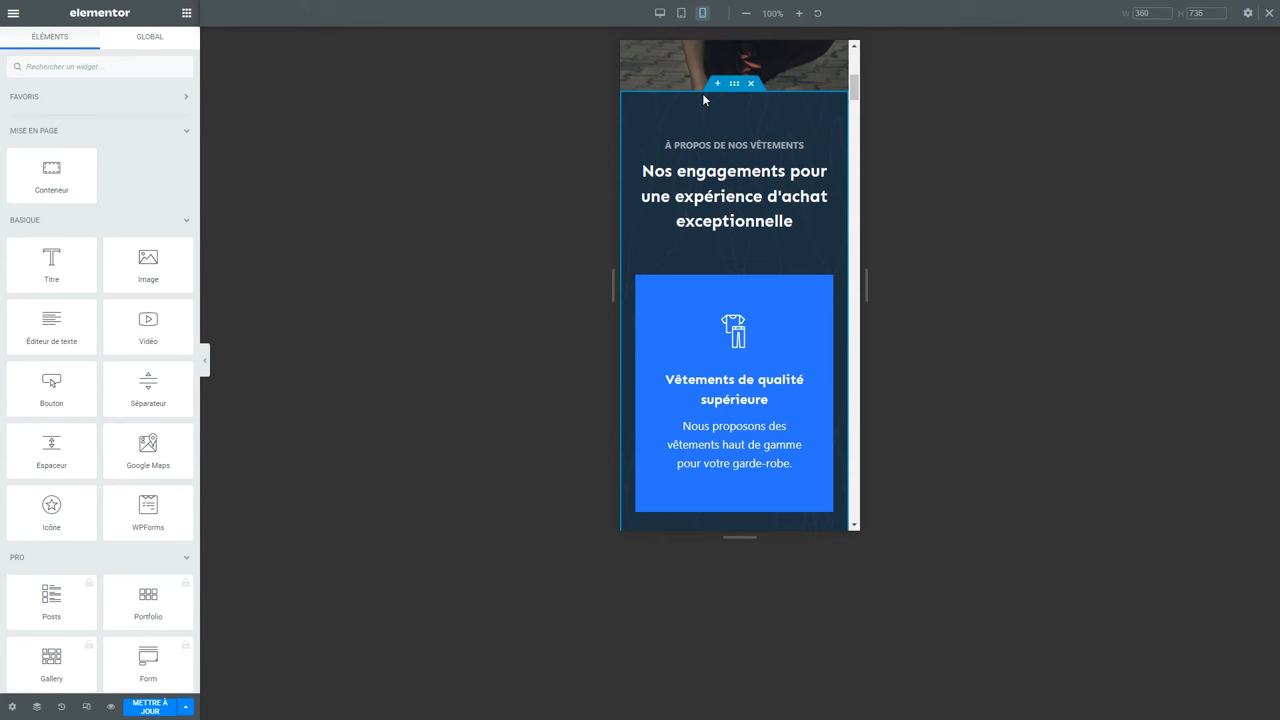 elementor
100%
W 360
H 736
ÉLÉMENTS
GLOBAL
Rechercher un widget...
FAVORIS
MISE EN PAGE
Conteneur
BASIQUE
Titre
Image
Éditeur de texte
Vidéo
Bouton
Séparateur
Espaceur
Google Maps
Icône
WPForms
PRO
Posts
Portfolio
Gallery
Form
METTRE À
JOUR
À PROPOS DE NOS VÊTEMENTS
Nos engagements pour
une expérience d'achat
exceptionnelle
Vêtements de qualité
supérieure
Nous proposons des
vêtements haut de gamme
pour votre garde-robe.